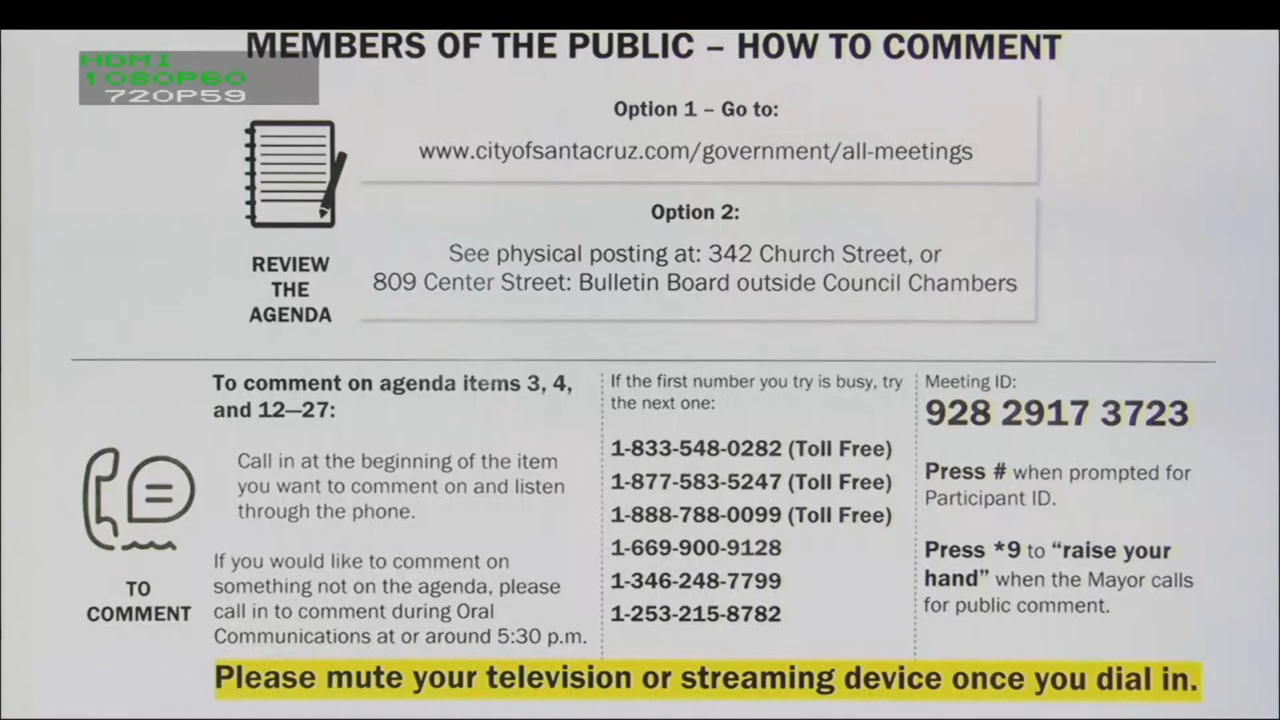 MEMBERS OF THE PUBLIC – HOW TO COMMENT
HDMI
1080P60
720P59
Option 1 – Go to:
www.cityofsantacruz.com/government/all-meetings
Option 2:
See physical posting at: 342 Church Street, or
809 Center Street: Bulletin Board outside Council Chambers
REVIEW
THE
AGENDA
To comment on agenda items 3, 4,
and 12—27:
Call in at the beginning of the item
you want to comment on and listen
through the phone.
If you would like to comment on
something not on the agenda, please
call in to comment during Oral
Communications at or around 5:30 p.m.
TO
COMMENT
If the first number you try is busy, try
the next one:
1-833-548-0282 (Toll Free)
1-877-583-5247 (Toll Free)
1-888-788-0099 (Toll Free)
1-669-900-9128
1-346-248-7799
1-253-215-8782
Meeting ID:
928 2917 3723
Press # when prompted for
Participant ID.
Press *9 to “raise your
hand” when the Mayor calls
for public comment.
Please mute your television or streaming device once you dial in.